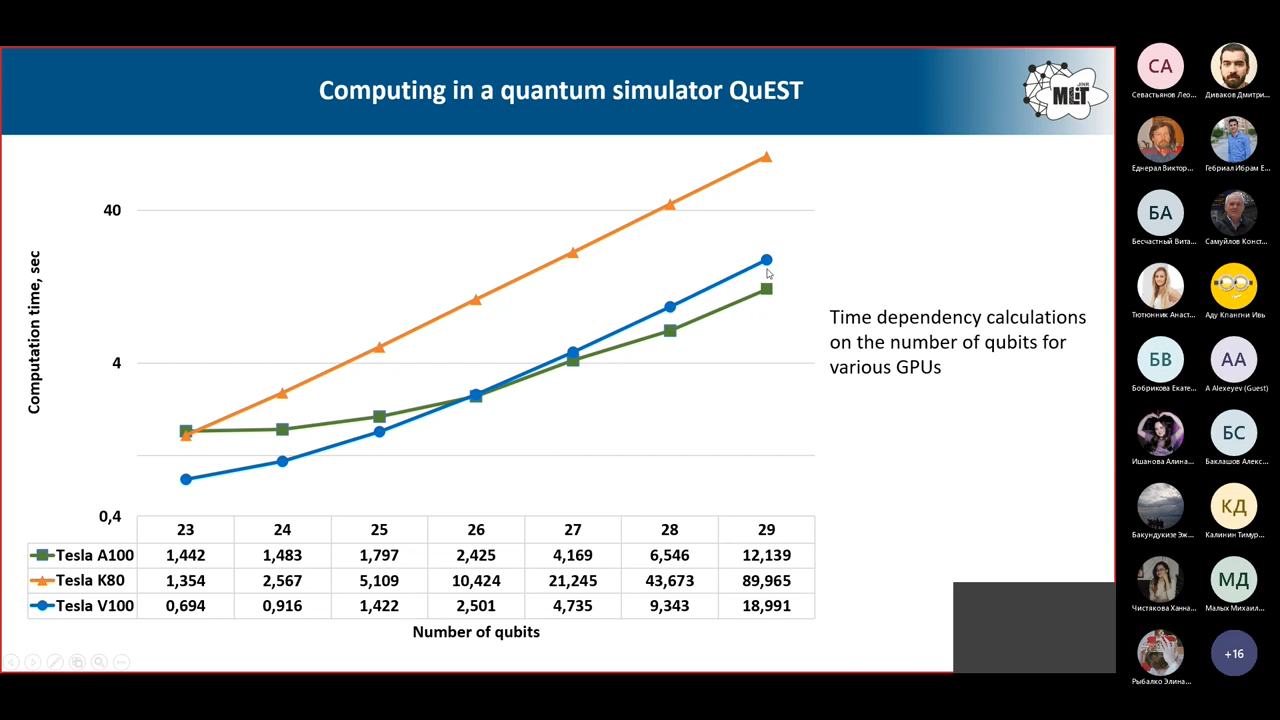 Computing in a quantum simulator QuEST
JINR
MLIT
40
4
0,4
Computation time, sec
23 24 25 26 27 28 29
Tesla A100 1,442 1,483 1,797 2,425 4,169 6,546 12,139
Tesla K80 1,354 2,567 5,109 10,424 21,245 43,673 89,965
Tesla V100 0,694 0,916 1,422 2,501 4,735 9,343 18,991
Number of qubits
Time dependency calculations
on the number of qubits for
various GPUs
СА
Севастьянов Лео...
Диваков Дмитри...
Еднерал Виктор...
Гебриал Ибрам Е...
БА
Бесчастный Вита...
Самуйлов Конст...
Тютюнник Анаст...
Аду Кпангни Ивь
БВ
Бобрикова Екате...
АА
A Alexeyev (Guest)
Ишанова Алина...
БС
Баклашов Алекс...
Бакундукизе Эж...
КД
Калинин Тимур...
Чистякова Ханна...
МД
Малых Михаил...
Рыбалко Элина...
+16